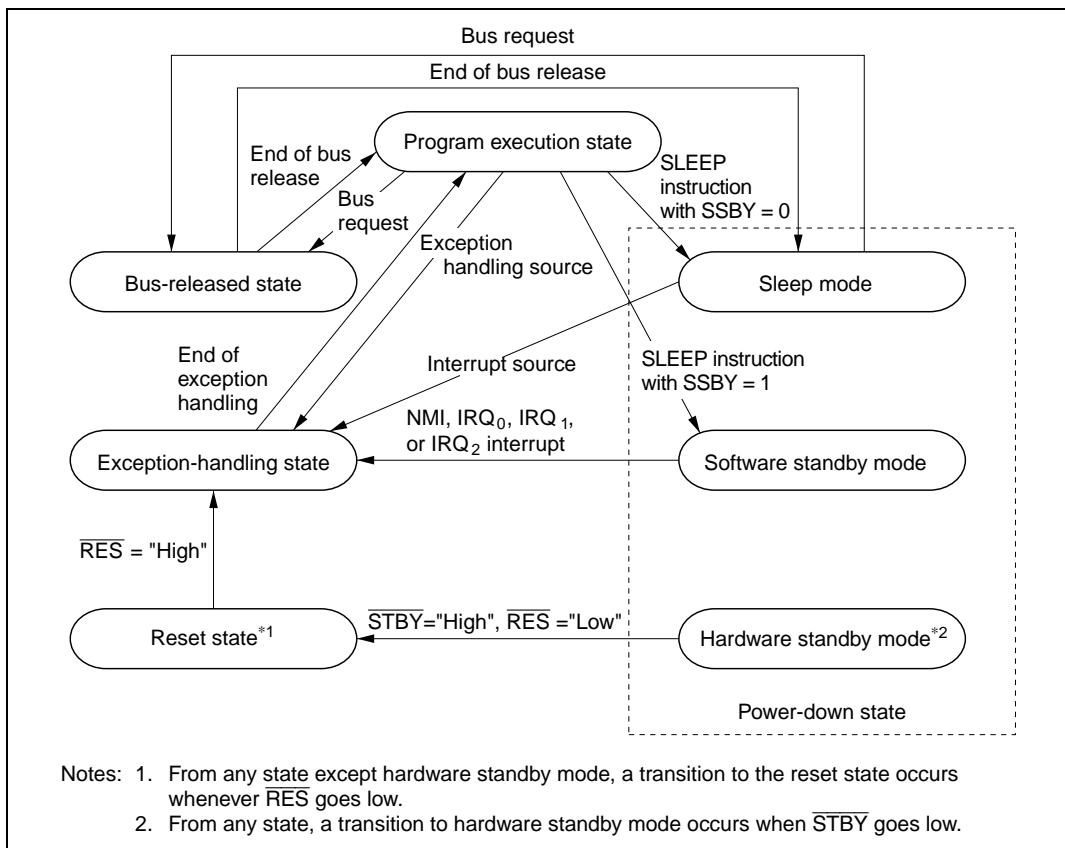 Bus request
End of bus release
Program execution state
End of bus
release
SLEEP
instruction
with SSBY = 0
Bus
request
Exception
handling source
Bus-released state
Sleep mode
End of
exception
handling
Interrupt source
SLEEP instruction
with SSBY = 1
NMI, IRQ0, IRQ1,
or IRQ2 interrupt
Exception-handling state
Software standby mode
R̅E̅S̅ = "High"
S̅T̅B̅Y̅="High", R̅E̅S̅ ="Low"
Reset state*1
Hardware standby mode*2
Power-down state
Notes: 1. From any state except hardware standby mode, a transition to the reset state occurs
whenever R̅E̅S̅ goes low.
2. From any state, a transition to hardware standby mode occurs when S̅T̅B̅Y̅ goes low.